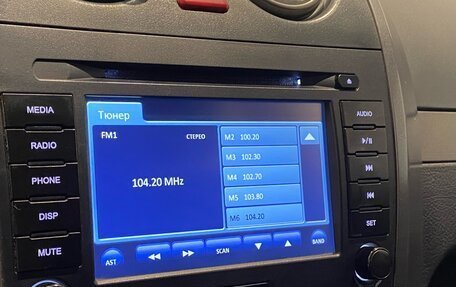 MEDIA
RADIO
PHONE
DISP
MUTE
Тюнер
FM1
СТЕРЕО
104.20 MHz
M2 100.20
M3 102.30
M4 102.70
M5 103.80
M6 104.20
AST
SCAN
BAND
AUDIO
SET